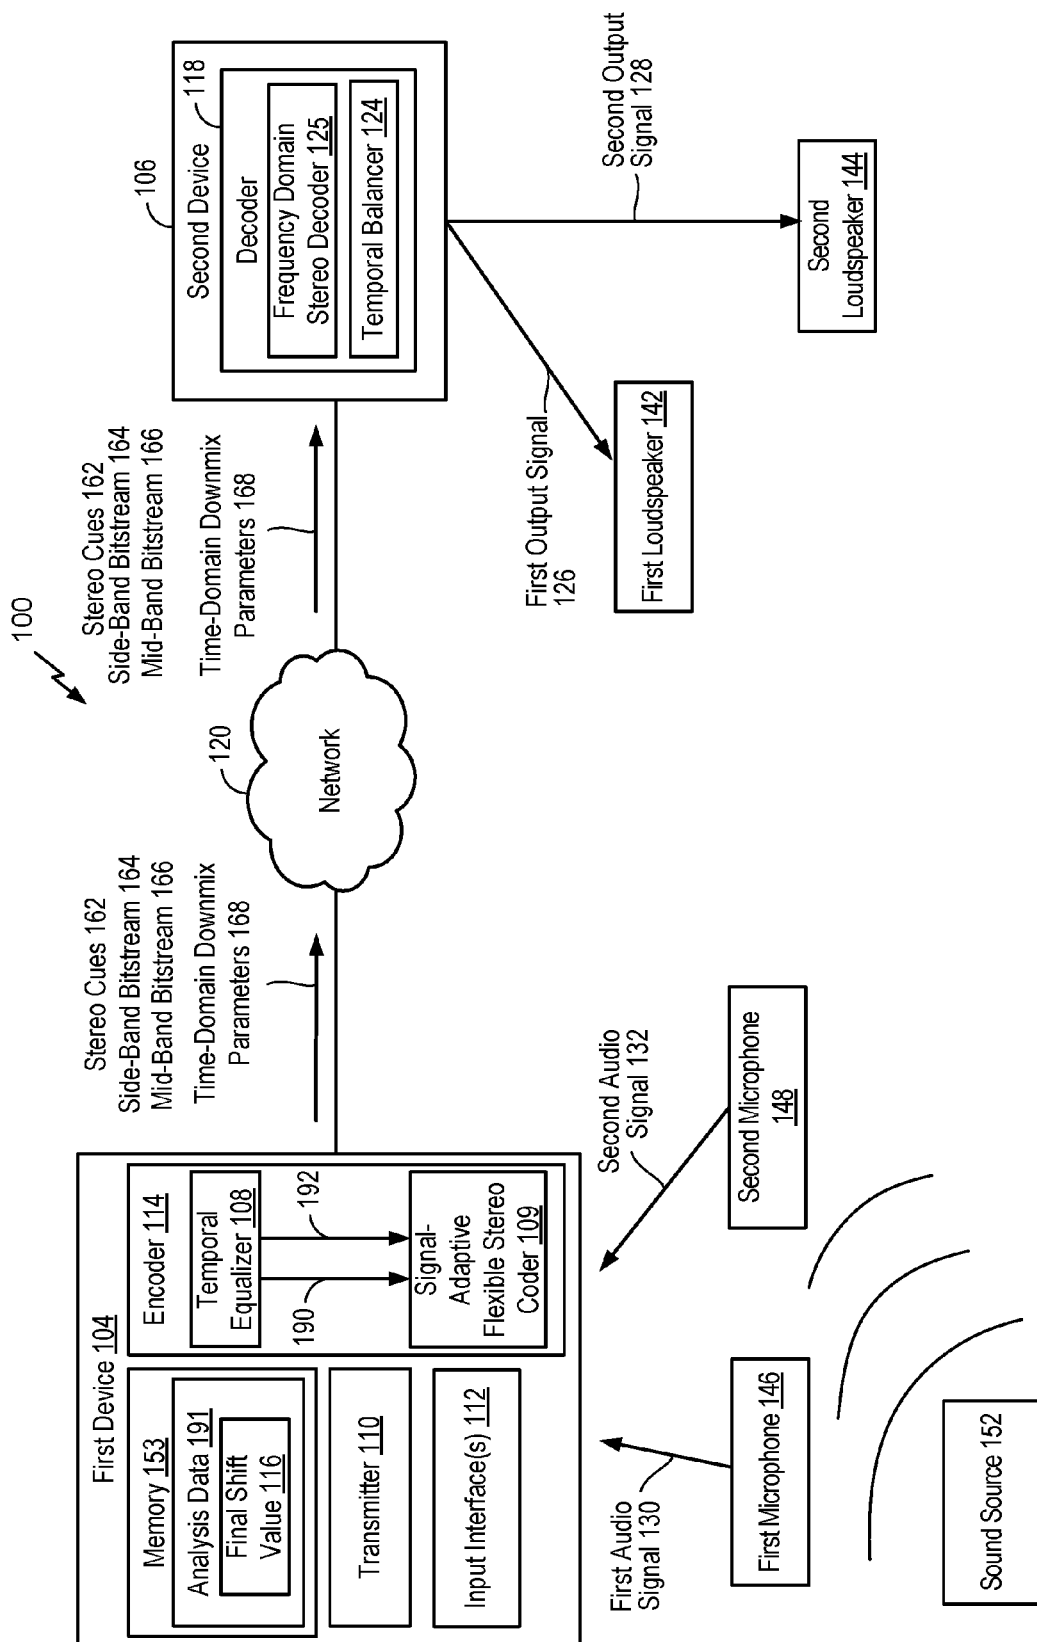 100
First Device 104
Memory 153
Analysis Data 191
Final Shift
Value 116
Transmitter 110
Input Interface(s) 112
Encoder 114
Temporal
Equalizer 108
190
192
Signal-
Adaptive
Flexible Stereo
Coder 109
Stereo Cues 162
Side-Band Bitstream 164
Mid-Band Bitstream 166
Time-Domain Downmix
Parameters 168
120
Network
Stereo Cues 162
Side-Band Bitstream 164
Mid-Band Bitstream 166
Time-Domain Downmix
Parameters 168
106
Second Device
118
Decoder
Frequency Domain
Stereo Decoder 125
Temporal Balancer 124
First Audio
Signal 130
Second Audio
Signal 132
First Output Signal
126
Second Output
Signal 128
First Microphone 146
Second Microphone
148
First Loudspeaker 142
Second
Loudspeaker 144
Sound Source 152